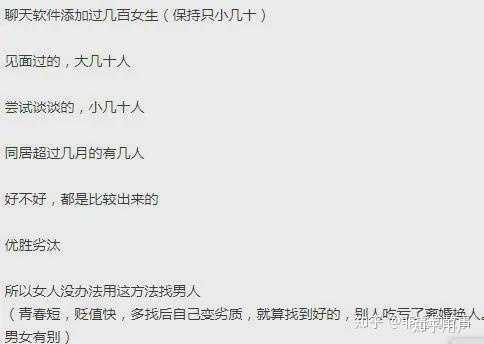 聊天软件添加过几百女生（保持只小几十）
见面过的，大几十人
尝试谈谈的，小几十人
同居超过几月的有几人
好不好，都是比较出来的
优胜劣汰
所以女人没办法用这方法找男人
（青春短，贬值快，多找后自己变劣质，就算找到好的，别人吃亏了离婚换人。
男女有别）
知乎